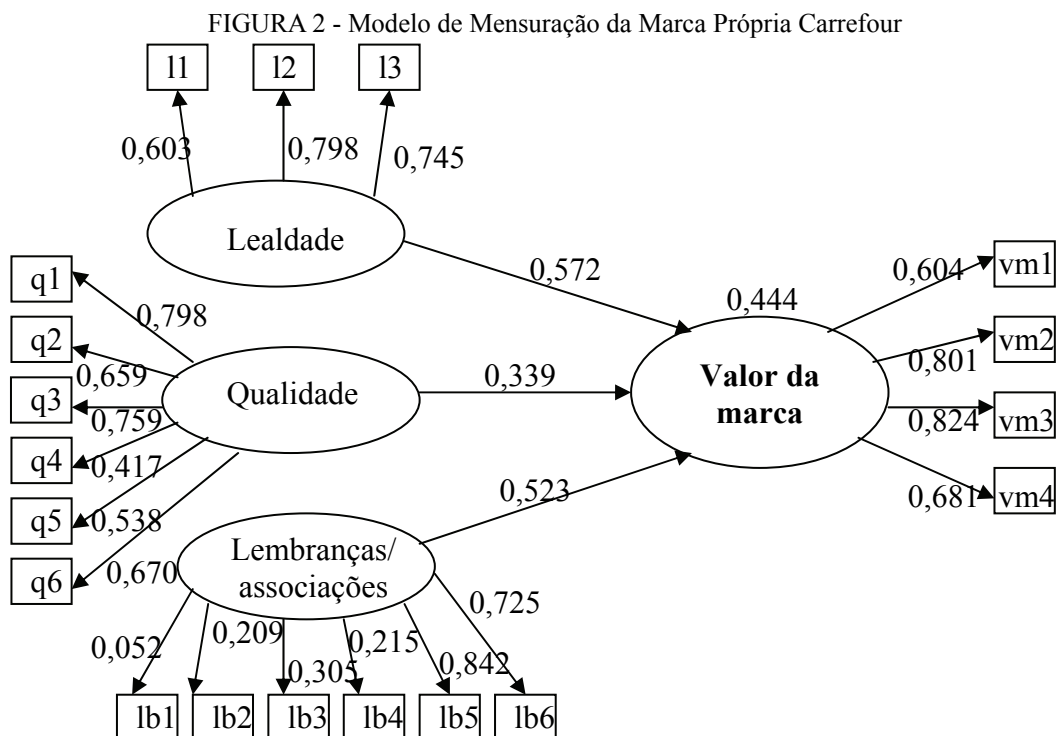 FIGURA 2 - Modelo de Mensuração da Marca Própria Carrefour
l1 l2 l3
0,603 0,798 0,745
Lealdade
0,572
q1
q2
q3
q4
q5
q6
0,798
0,659
0,759
0,417
0,538
0,670
Qualidade
0,339
0,444
Valor da
marca
0,604
0,801
0,824
0,681
vm1
vm2
vm3
vm4
0,523
Lembranças/
associações
0,052 0,209 0,305 0,215 0,842 0,725
lb1 lb2 lb3 lb4 lb5 lb6